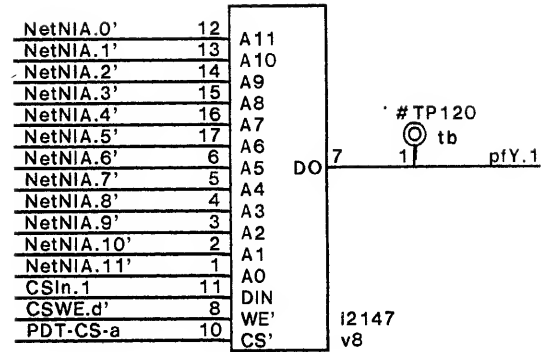 NetNIA.0' 12 A11
NetNIA.1' 13 A10
NetNIA.2' 14 A9
NetNIA.3' 15 A8
NetNIA.4' 16 A7
NetNIA.5' 17 A6
NetNIA.6' 6 A5
NetNIA.7' 5 A4
NetNIA.8' 4 A3
NetNIA.9' 3 A2
NetNIA.10' 2 A1
NetNIA.11' 1 A0
CSIn.1 11 DIN
CSWE.d' 8 WE'
PDT-CS-a 10 CS'
#TP120
tb
DO 7 1 pfY.1
i2147
v8